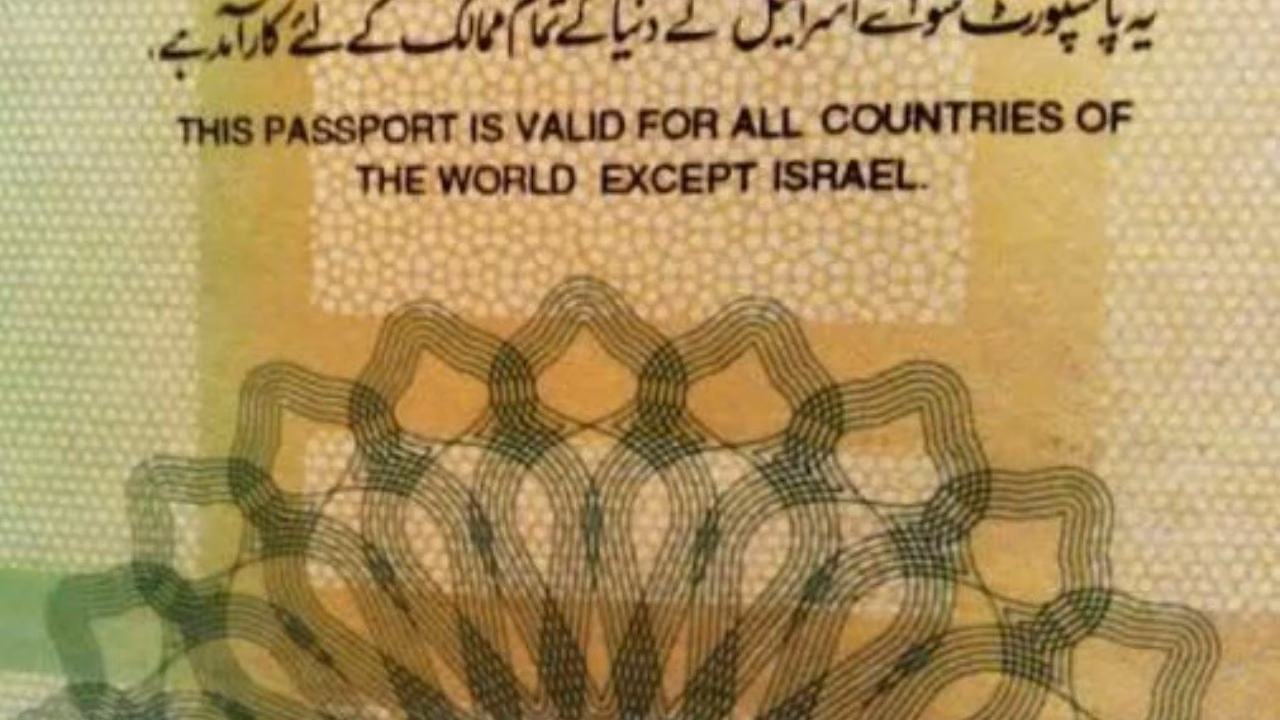 یہ پاسپورٹ سوائے اسرائیل کے دنیا کے تمام ممالک کے لئے کارآمد ہے۔
THIS PASSPORT IS VALID FOR ALL COUNTRIES OF
THE WORLD EXCEPT ISRAEL.